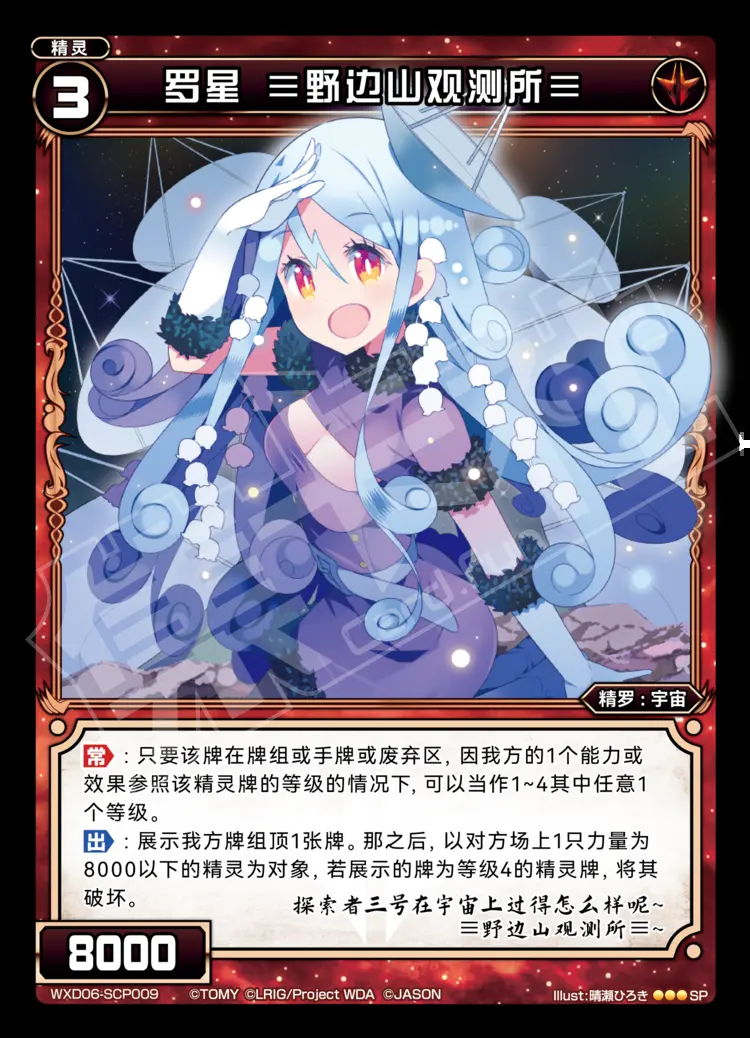 精灵
3
罗星 ≡野边山观测所≡
精罗：宇宙
常：只要该牌在牌组或手牌或废弃区，因我方的1个能力或
效果参照该精灵牌的等级的情况下，可以当作1~4其中任意1
个等级。
出：展示我方牌组顶1张牌。那之后，以对方场上1只力量为
8000以下的精灵为对象，若展示的牌为等级4的精灵牌，将其
破坏。
探索者三号在宇宙上过得怎么样呢~
≡野边山观测所≡~
8000
WXD06-SCP009 ©TOMY ©LRIG/Project WDA ©JASON Illust:晴瀬ひろき SP